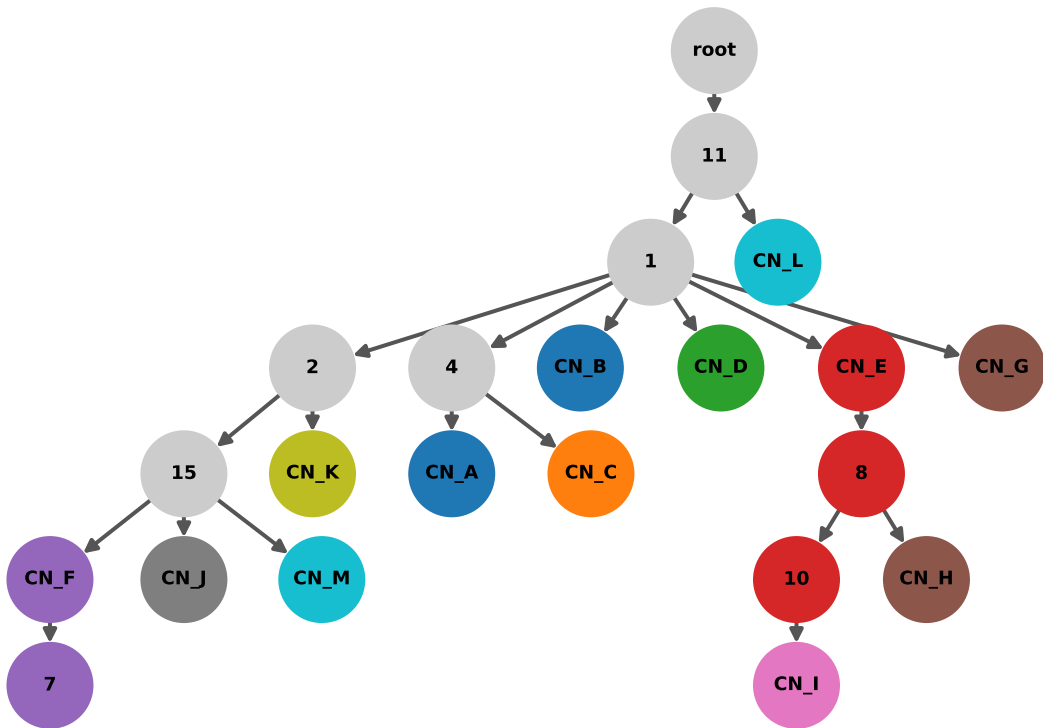 root
11
1
CN_L
2
4
CN_B
CN_D
CN_E
CN_G
15
CN_K
CN_A
CN_C
8
CN_F
CN_J
CN_M
10
CN_H
7
CN_I